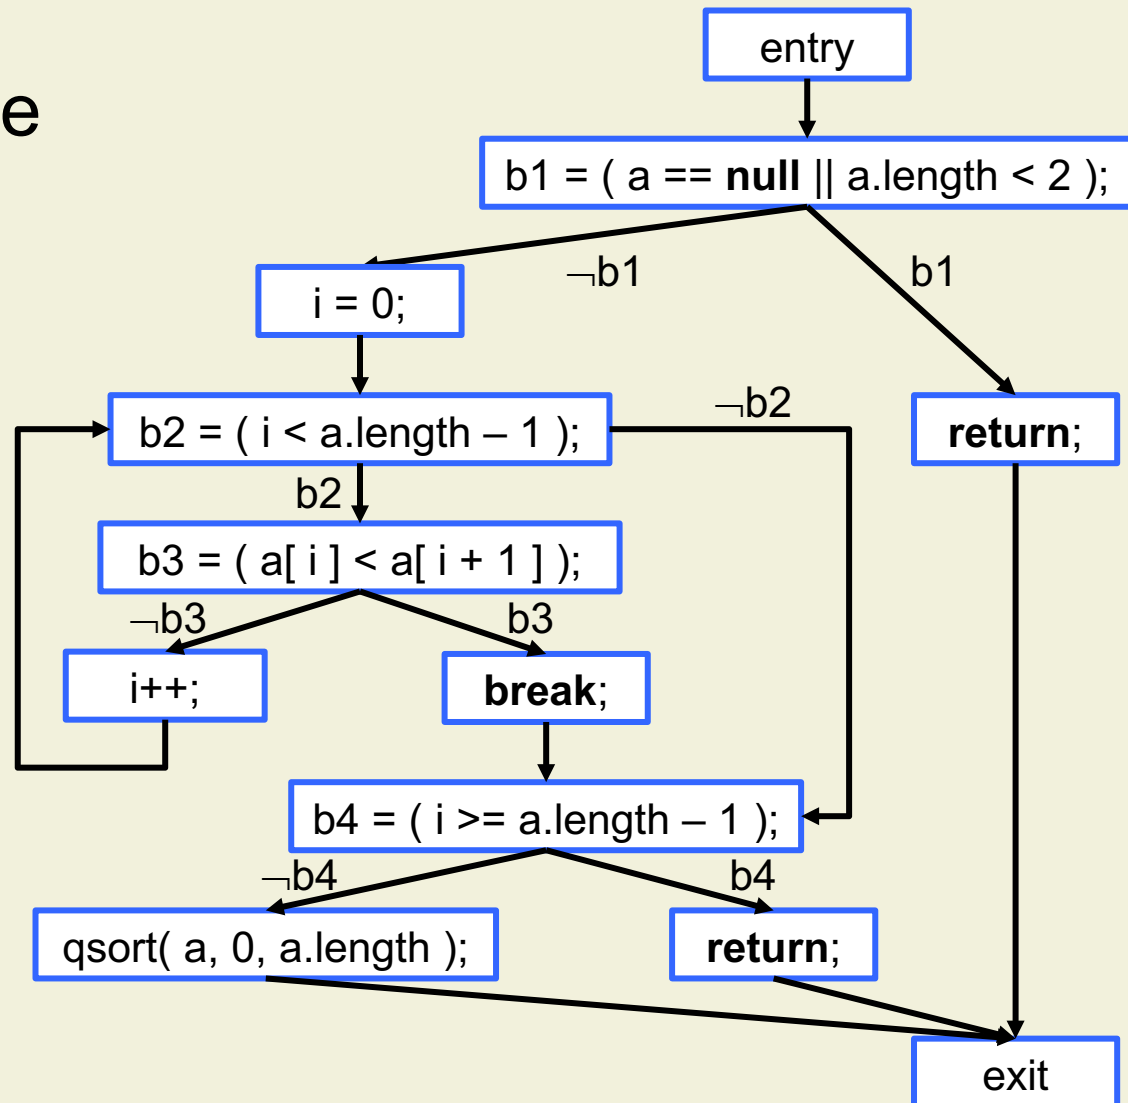 entry
e
b1 = ( a == null || a.length < 2 );
¬b1
b1
i = 0;
¬b2
b2 = ( i < a.length – 1 );
return;
b2
b3 = ( a[ i ] < a[ i + 1 ] );
¬b3
b3
i++;
break;
b4 = ( i >= a.length – 1 );
¬b4
b4
qsort( a, 0, a.length );
return;
exit